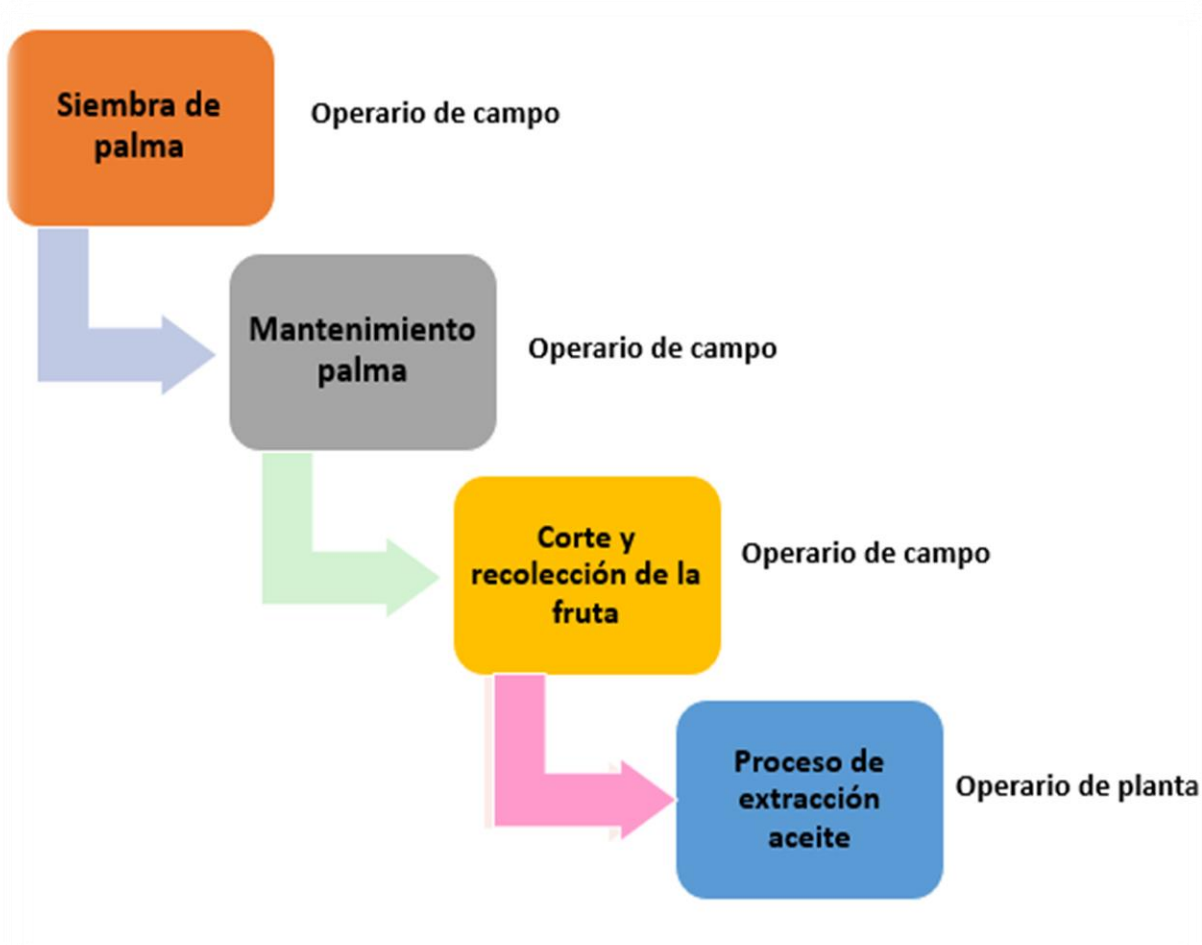 Siembra de
palma
Operario de campo
Mantenimiento
palma
Operario de campo
Corte y
recolección de la
fruta
Operario de campo
Proceso de
extracción
aceite
Operario de planta